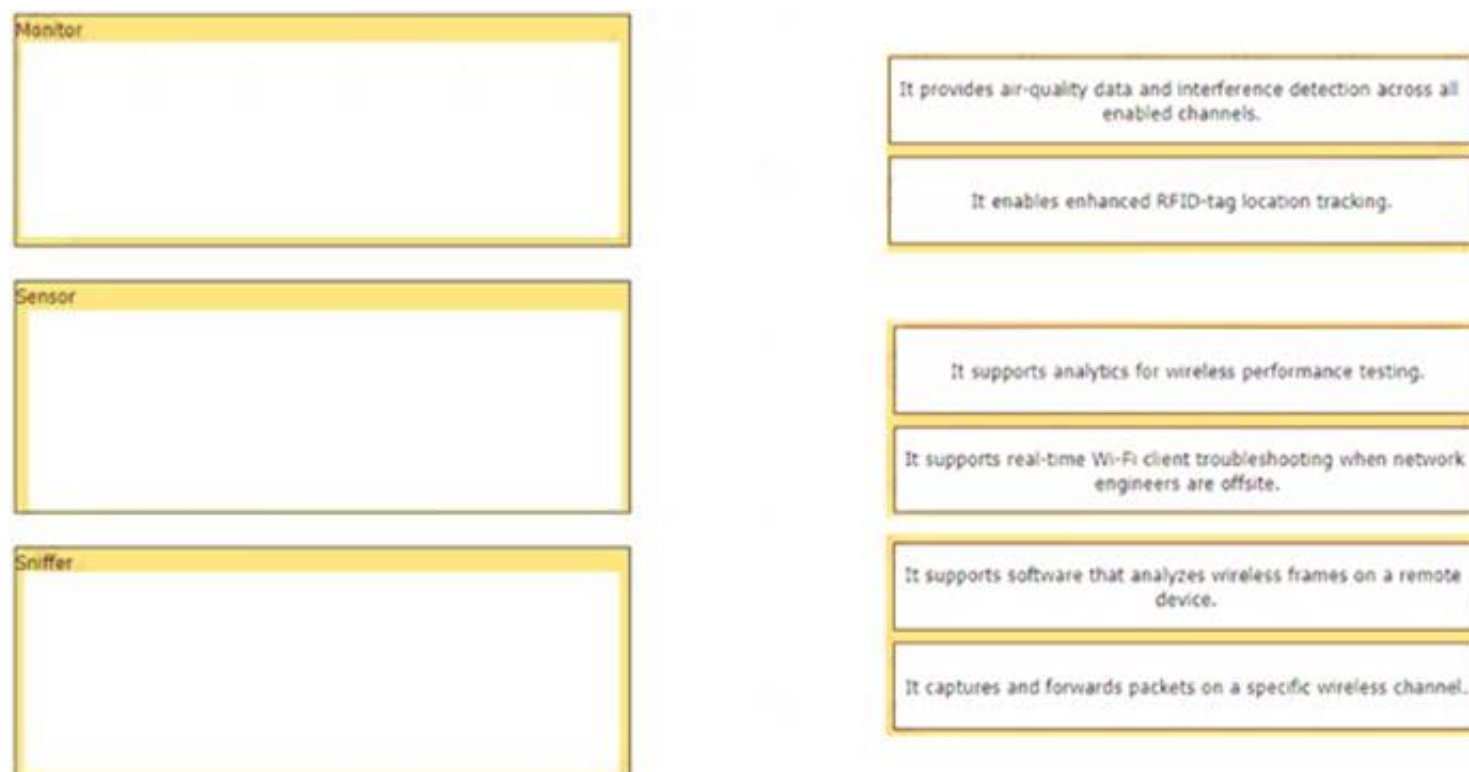 Monitor
It provides air-quality data and interference detection across all
enabled channels.
It enables enhanced RFID-tag location tracking.
Sensor
It supports analytics for wireless performance testing.
It supports real-time Wi-Fi client troubleshooting when network
engineers are offsite.
Sniffer
It supports software that analyzes wireless frames on a remote
device.
It captures and forwards packets on a specific wireless channel.